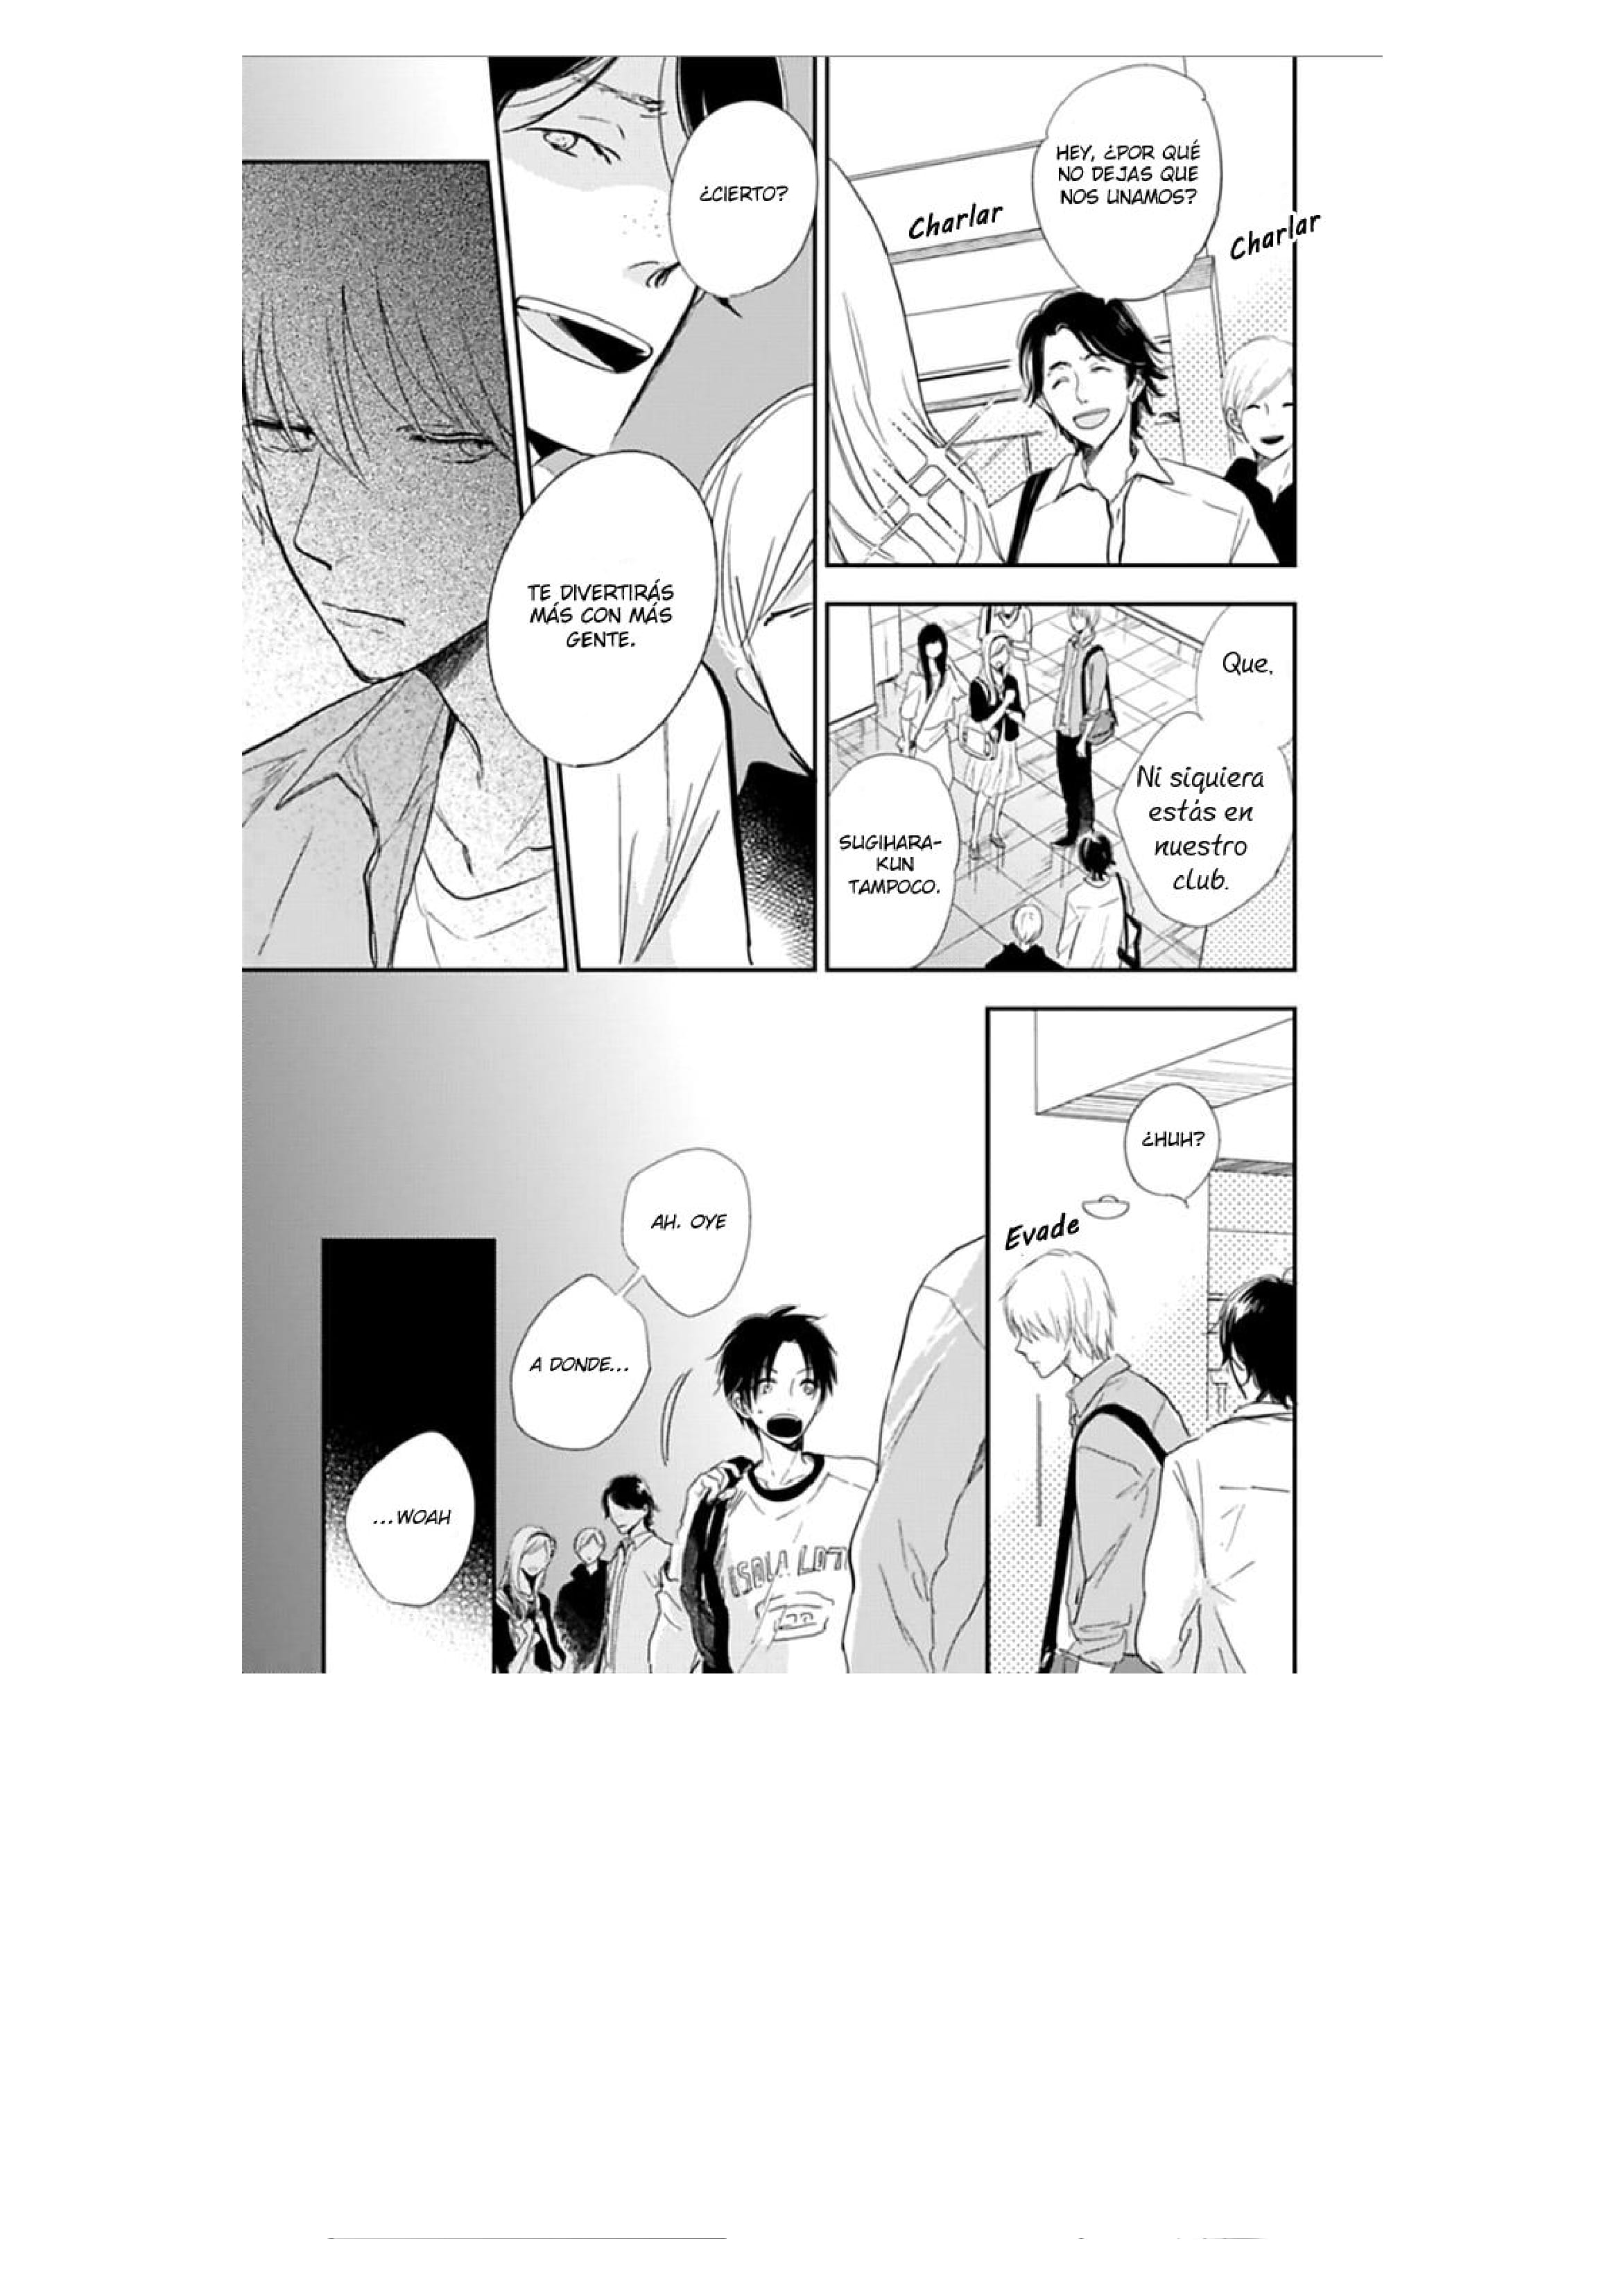 HEY, ¿POR QUÉ
NO DEJAS QUE
NOS UNAMOS?
Charlar
Charlar
Que.
Ni siquiera
estás en
nuestro
club.
SUGIHARA-
KUN
TAMPOCO.
¿CIERTO?
TE DIVERTIRÁS
MÁS CON MÁS
GENTE.
¿HUH?
Evade
AH. OYE
A DONDE...
...WOAH